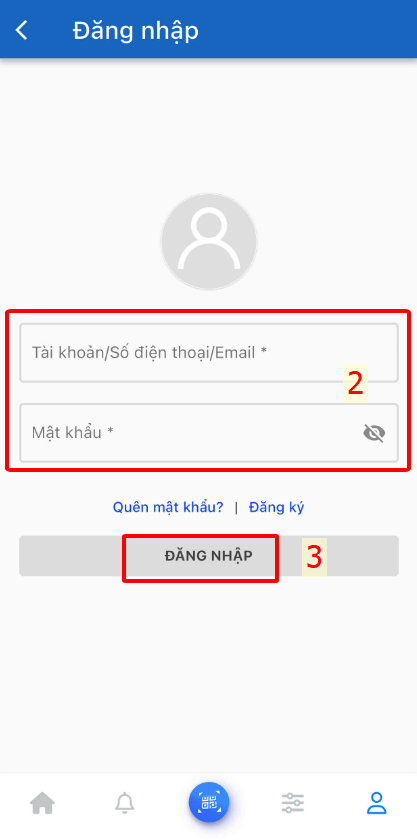 Đăng nhập
Tài khoản/Số điện thoại/Email *
2
Mật khẩu *
Quên mật khẩu? | Đăng ký
ĐĂNG NHẬP 3